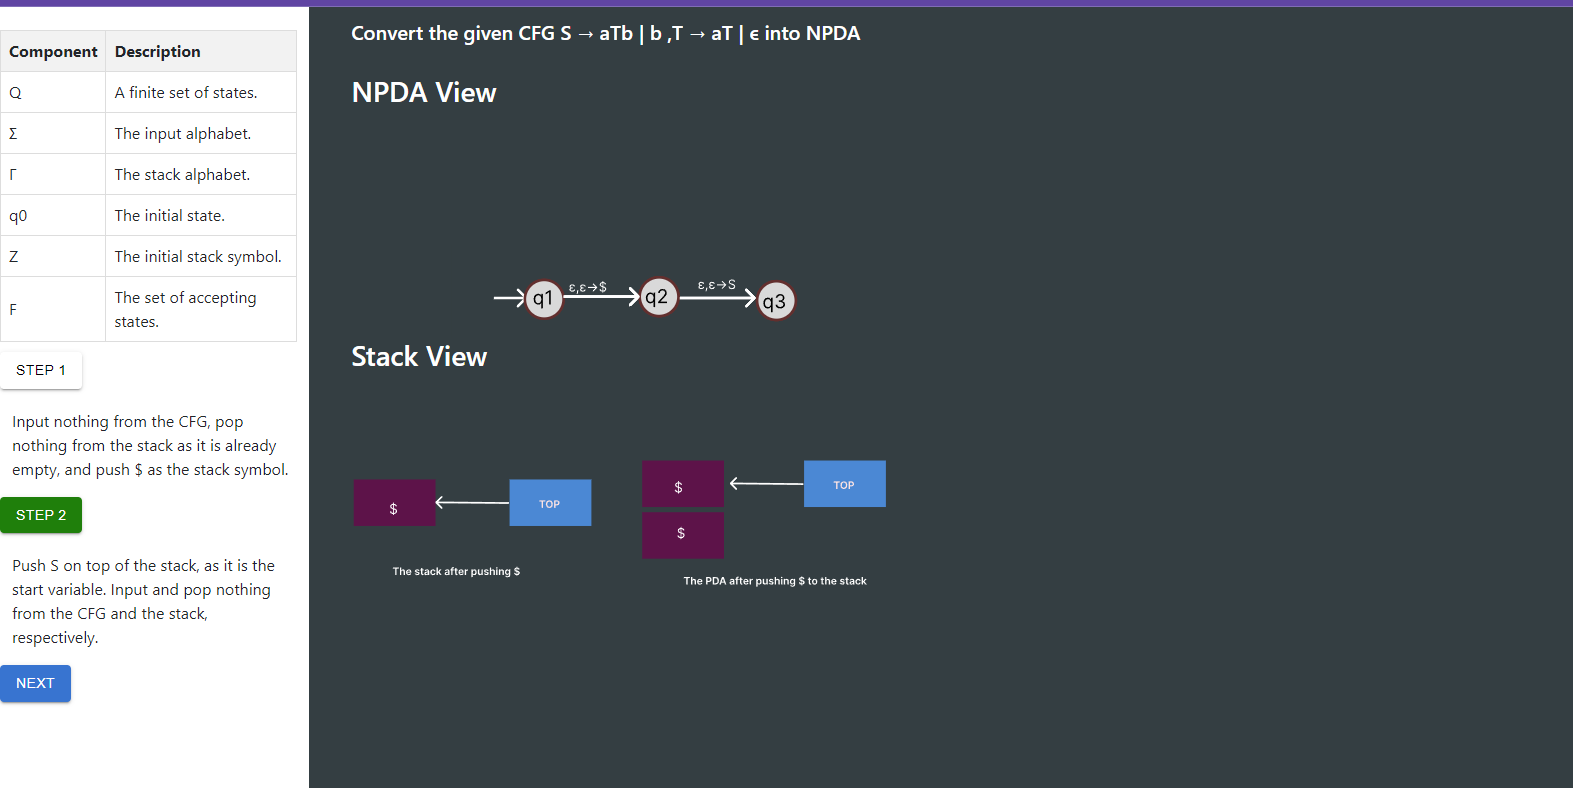 Component Description
Q A finite set of states.
Σ The input alphabet.
Γ The stack alphabet.
q0 The initial state.
Z The initial stack symbol.
F The set of accepting
states.
STEP 1
Input nothing from the CFG, pop
nothing from the stack as it is already
empty, and push $ as the stack symbol.
STEP 2
Push S on top of the stack, as it is the
start variable. Input and pop nothing
from the CFG and the stack,
respectively.
NEXT
Convert the given CFG S → aTb | b ,T → aT | ϵ into NPDA
NPDA View
q1 ε,ε→$ q2 ε,ε→S q3
Stack View
$ TOP
The stack after pushing $
$ TOP
$
The PDA after pushing $ to the stack